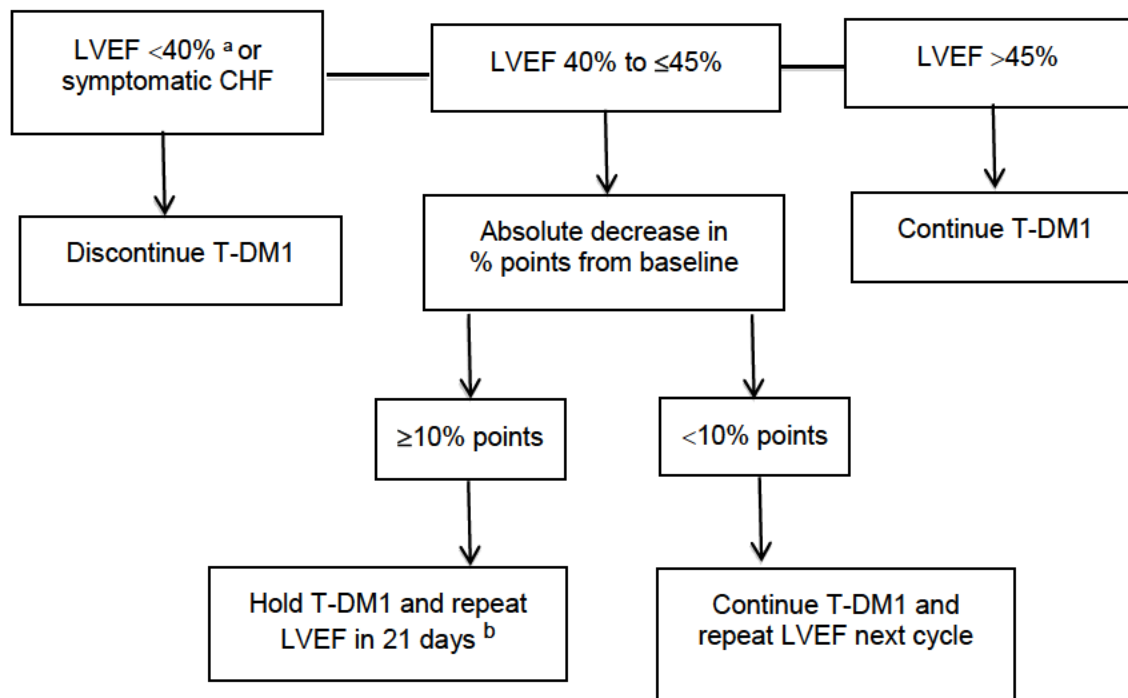 LVEF <40% a or
symptomatic CHF
LVEF 40% to ≤45%
LVEF >45%
Discontinue T-DM1
Absolute decrease in
% points from baseline
Continue T-DM1
≥10% points
<10% points
Hold T-DM1 and repeat
LVEF in 21 days b
Continue T-DM1 and
repeat LVEF next cycle